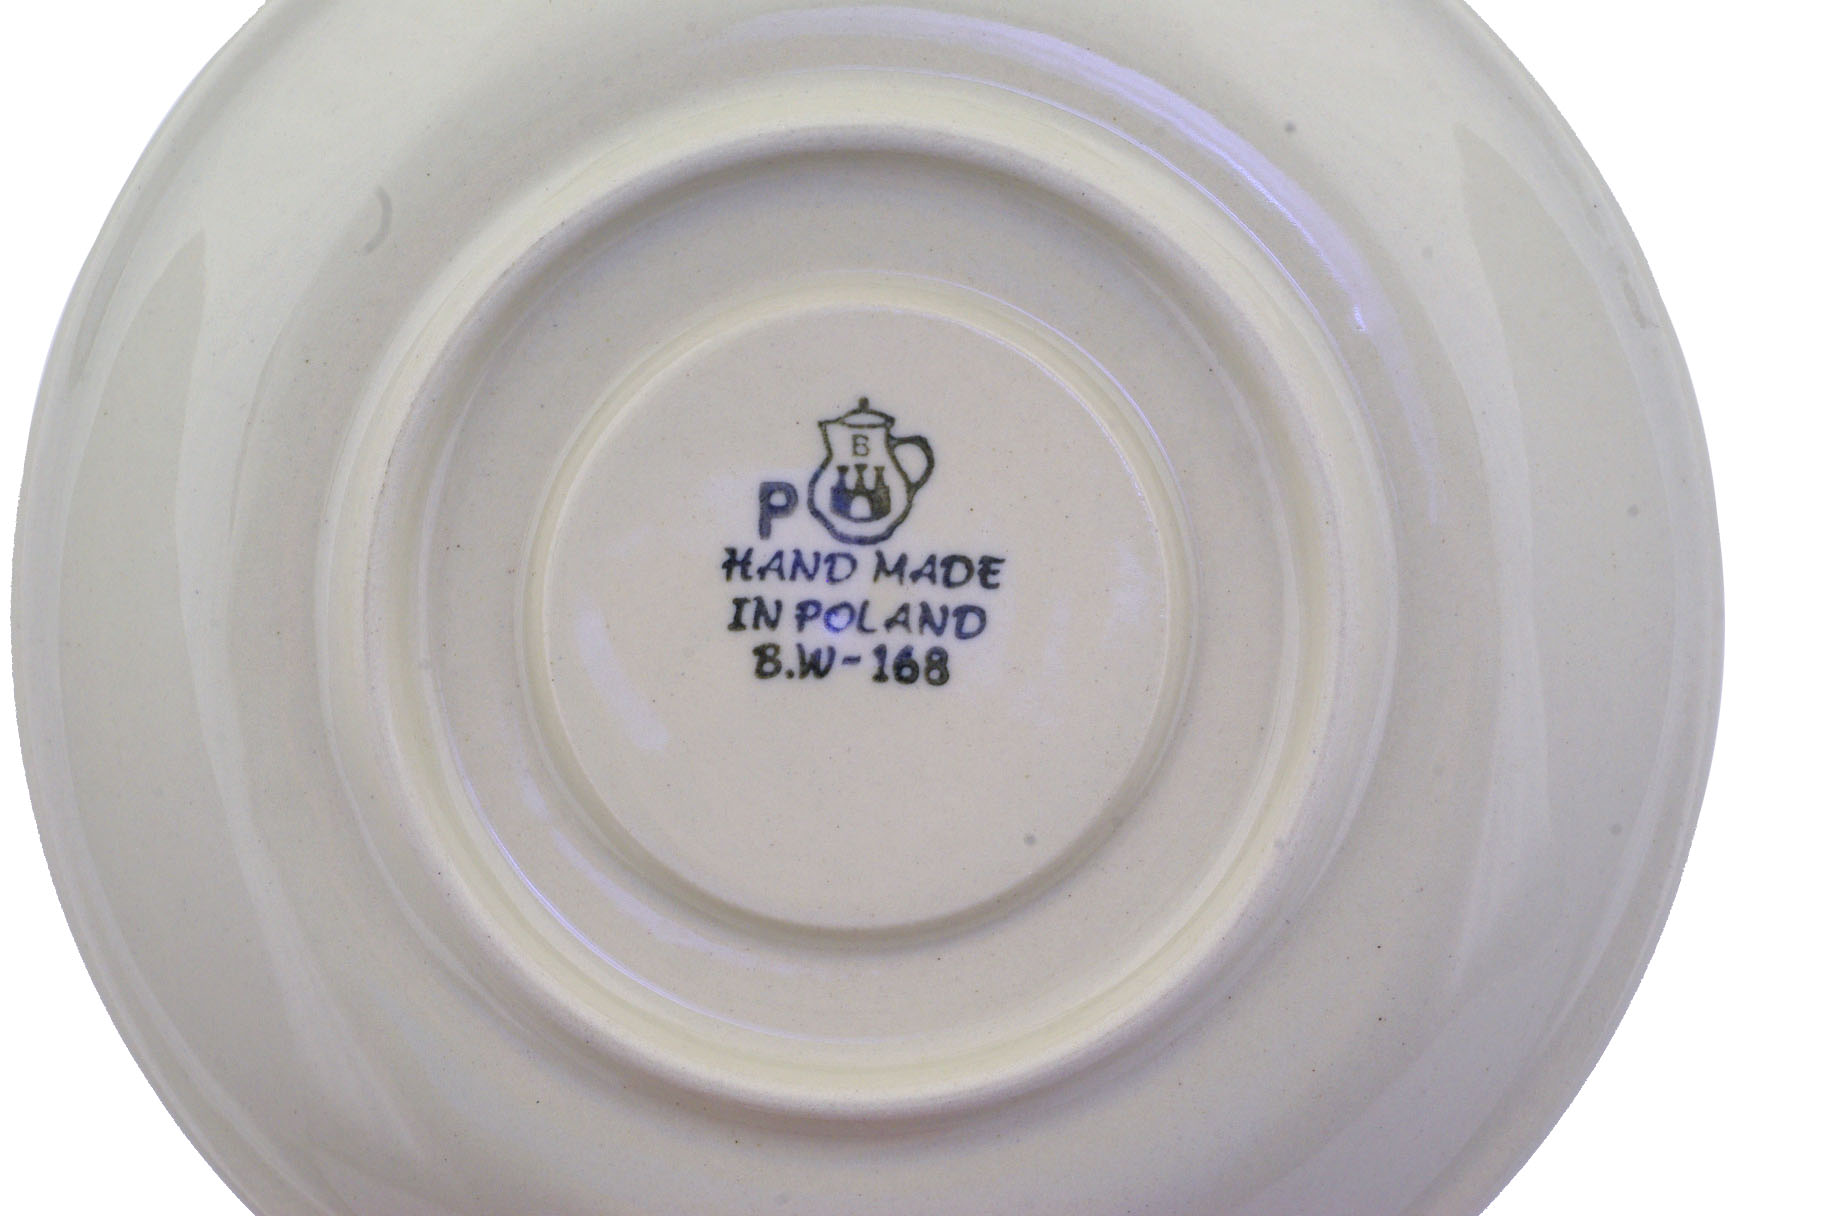 B
P
HAND MADE
IN POLAND
B.W-168